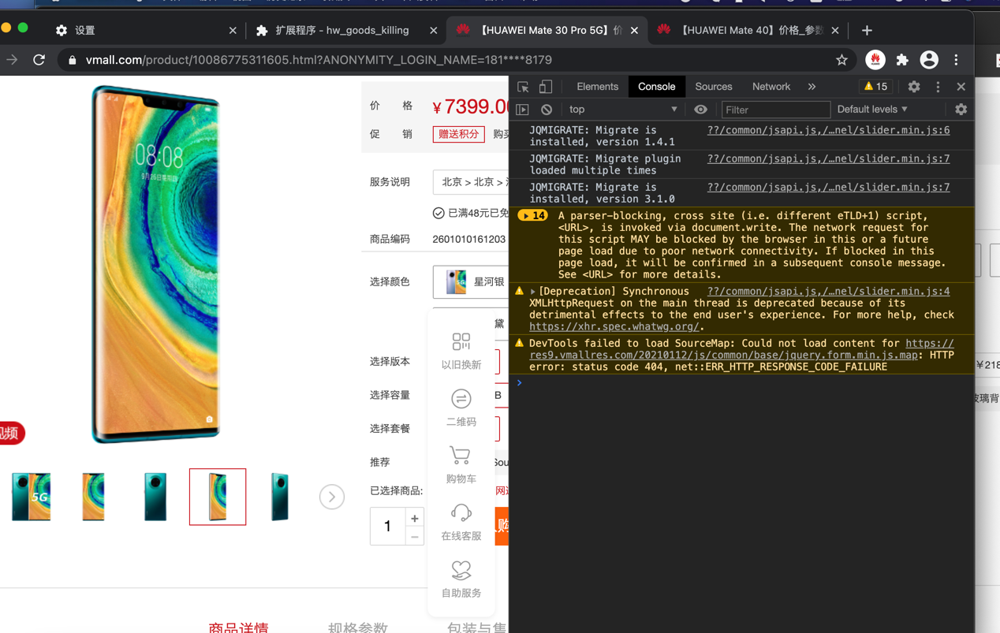 设置
扩展程序 - hw_goods_killing
【HUAWEI Mate 30 Pro 5G】价
【HUAWEI Mate 40】价格_参数
vmall.com/product/10086775311605.html?ANONYMITY_LOGIN_NAME=181****8179
08:08
5G
视频
价 格
¥ 7399.00
促 销
赠送积分
服务说明
北京 > 北京 >
已满48元已免
商品编码
2601010161203
选择颜色
星河银
黛
选择版本
选择容量
B
选择套餐
推荐
Sou
已选择商品:
1
+
−
以旧换新
二维码
购物车
在线客服
自助服务
购
商品详情
规格参数
包装与售
Elements
Console
Sources
Network
»
15
top
Filter
Default levels
JQMIGRATE: Migrate is
installed, version 1.4.1
??/common/jsapi.js,/…nel/slider.min.js:6
JQMIGRATE: Migrate plugin
loaded multiple times
??/common/jsapi.js,/…nel/slider.min.js:7
JQMIGRATE: Migrate is
installed, version 3.1.0
??/common/jsapi.js,/…nel/slider.min.js:7
14
A parser-blocking, cross site (i.e. different eTLD+1) script,
<URL>, is invoked via document.write. The network request for
this script MAY be blocked by the browser in this or a future
page load due to poor network connectivity. If blocked in this
page load, it will be confirmed in a subsequent console message.
See <URL> for more details.
[Deprecation] Synchronous
??/common/jsapi.js,/…nel/slider.min.js:4
XMLHttpRequest on the main thread is deprecated because of its
detrimental effects to the end user's experience. For more help, check
https://xhr.spec.whatwg.org/.
DevTools failed to load SourceMap: Could not load content for https://
res9.vmallres.com/20210112/js/common/base/jquery.form.min.js.map: HTTP
error: status code 404, net::ERR_HTTP_RESPONSE_CODE_FAILURE
¥218
玻璃背